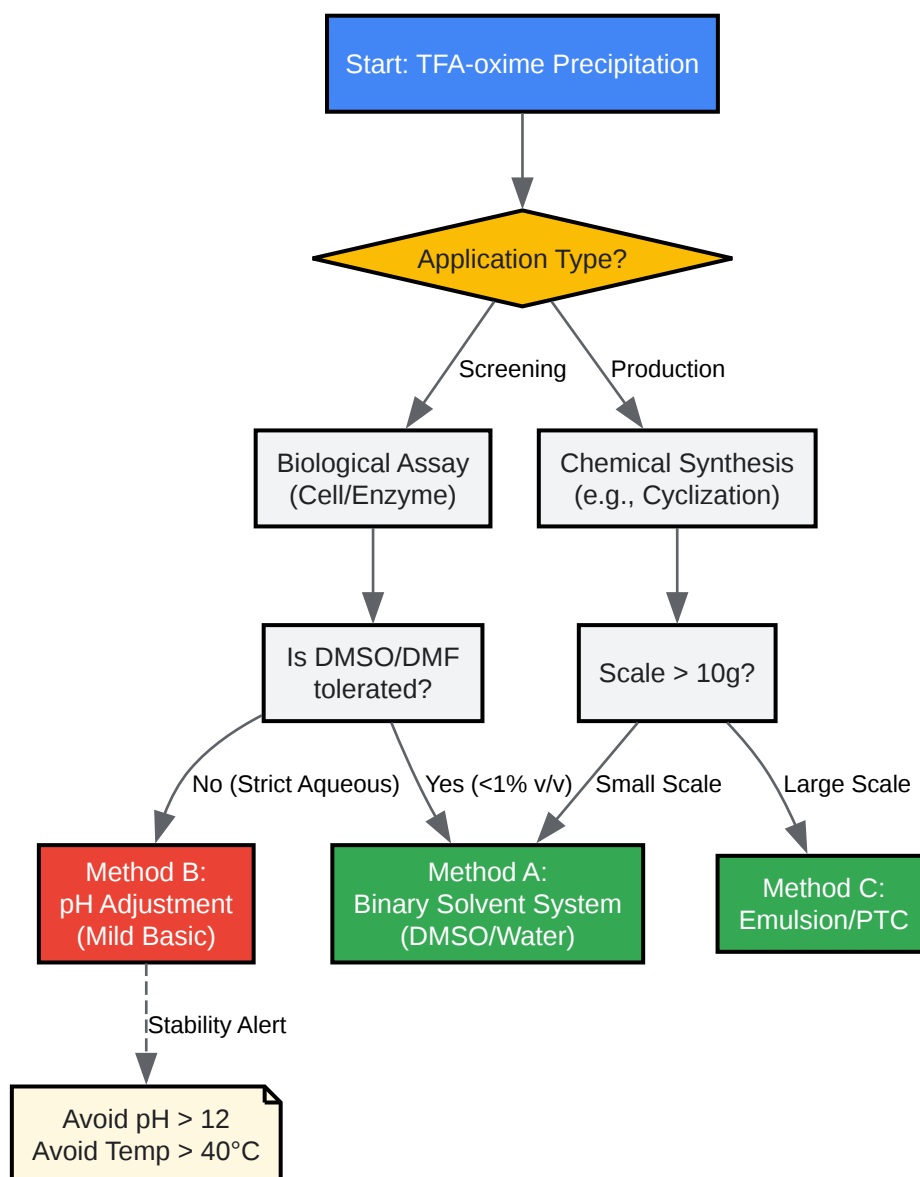 Start: TFA-oxime Precipitation
Application Type?
Screening
Production
Biological Assay
(Cell/Enzyme)
Chemical Synthesis
(e.g., Cyclization)
Is DMSO/DMF
tolerated?
Scale > 10g?
No (Strict Aqueous)
Yes (<1% v/v)
Small Scale
Large Scale
Method B:
pH Adjustment
(Mild Basic)
Method A:
Binary Solvent System
(DMSO/Water)
Method C:
Emulsion/PTC
Stability Alert
Avoid pH > 12
Avoid Temp > 40°C